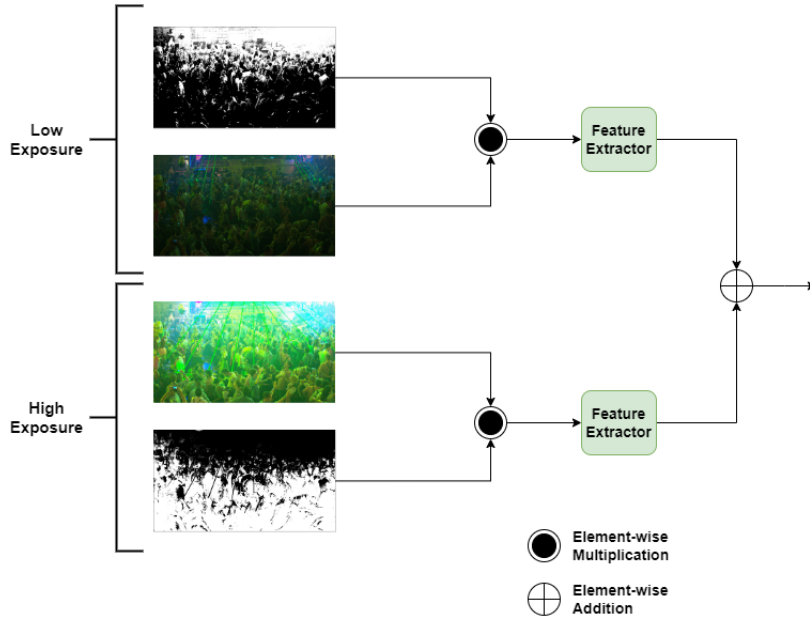 Low
Exposure
Feature
Extractor
High
Exposure
Feature
Extractor
Element-wise
Multiplication
Element-wise
Addition